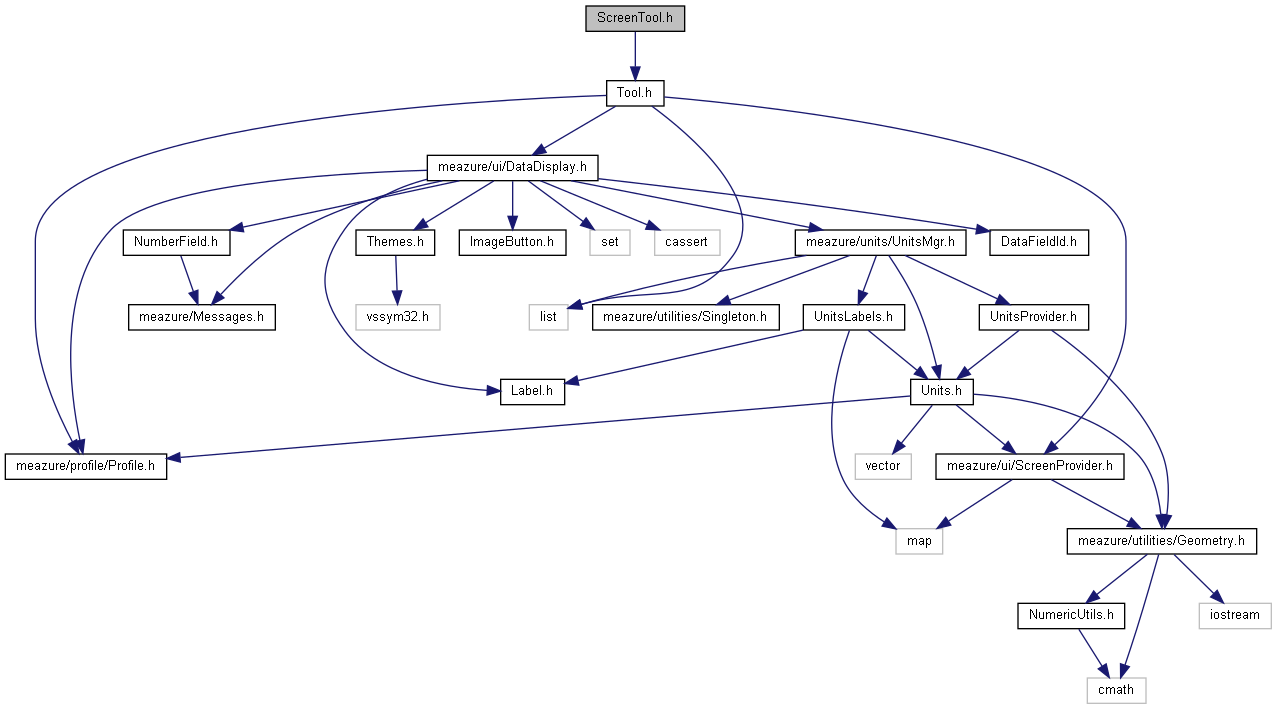 ScreenTool.h
Tool.h
meazure/ui/DataDisplay.h
NumberField.h
Themes.h
ImageButton.h
set
cassert
meazure/units/UnitsMgr.h
DataFieldId.h
meazure/Messages.h
vssym32.h
list
meazure/utilities/Singleton.h
UnitsLabels.h
UnitsProvider.h
Label.h
Units.h
meazure/profile/Profile.h
vector
meazure/ui/ScreenProvider.h
map
meazure/utilities/Geometry.h
NumericUtils.h
iostream
cmath